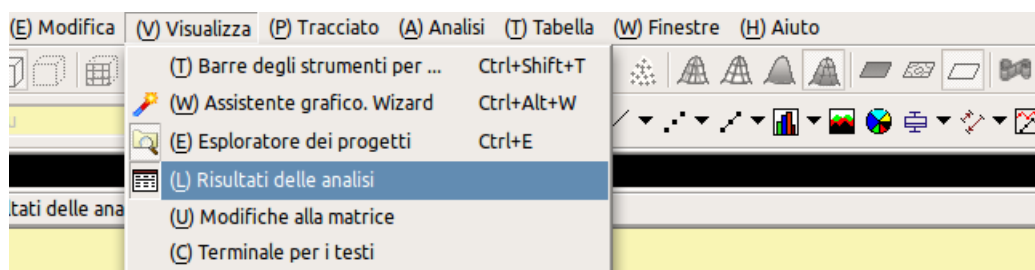 (E) Modifica (V) Visualizza (P) Tracciato (A) Analisi (T) Tabella (W) Finestre (H) Aiuto
(T) Barre degli strumenti per ... Ctrl+Shift+T
(W) Assistente grafico. Wizard Ctrl+Alt+W
(E) Esploratore dei progetti Ctrl+E
(L) Risultati delle analisi
ltati delle ana
(U) Modifiche alla matrice
(C) Terminale per i testi